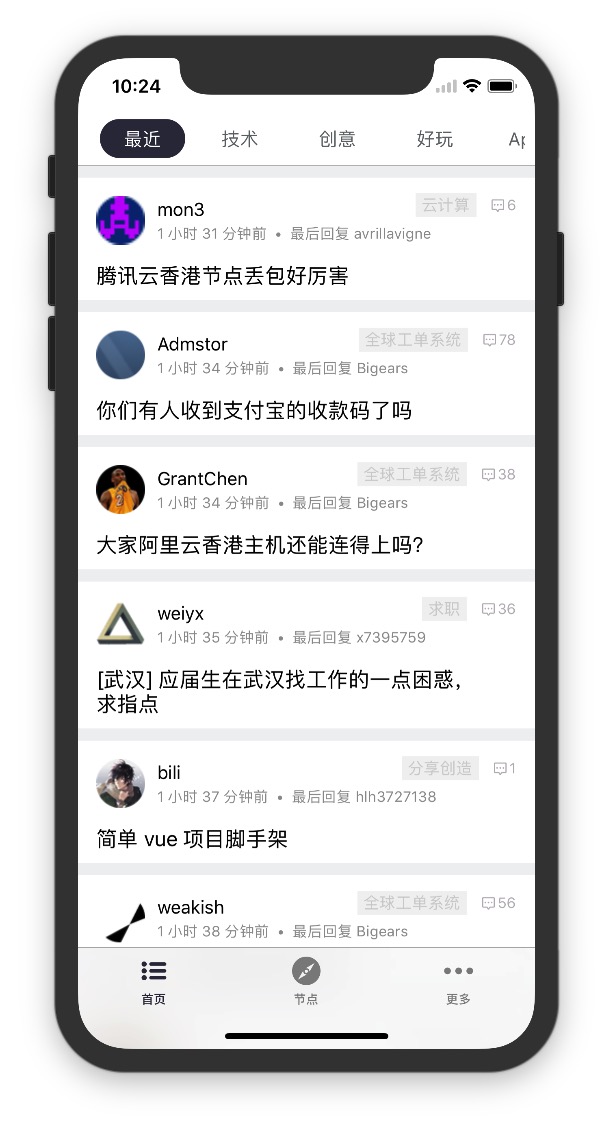 10:24
最近 技术 创意 好玩 Ap
mon3 云计算 6
1 小时 31 分钟前 • 最后回复 avrillavigne
腾讯云香港节点丢包好厉害
Admstor 全球工单系统 78
1 小时 34 分钟前 • 最后回复 Bigears
你们有人收到支付宝的收款码了吗
GrantChen 全球工单系统 38
1 小时 34 分钟前 • 最后回复 Bigears
大家阿里云香港主机还能连得上吗?
weiyx 求职 36
1 小时 35 分钟前 • 最后回复 x7395759
[武汉] 应届生在武汉找工作的一点困惑,
求指点
bili 分享创造 1
1 小时 37 分钟前 • 最后回复 hlh3727138
简单 vue 项目脚手架
weakish 全球工单系统 56
1 小时 38 分钟前 • 最后回复 Bigears
首页 节点 更多